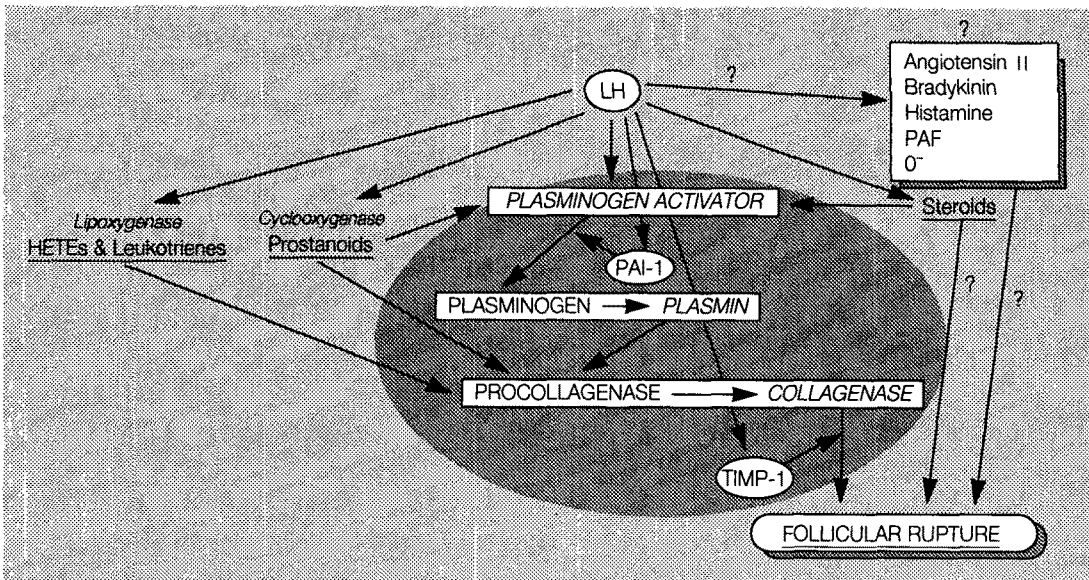 ?
Angiotensin II
Bradykinin
Histamine
PAF
O⁻
LH
?
Lipoxygenase
HETEs & Leukotrienes
Cyclooxygenase
Prostanoids
PLASMINOGEN ACTIVATOR
Steroids
PAI-1
PLASMINOGEN PLASMIN
?
?
PROCOLLAGENASE COLLAGENASE
TIMP-1
FOLLICULAR RUPTURE